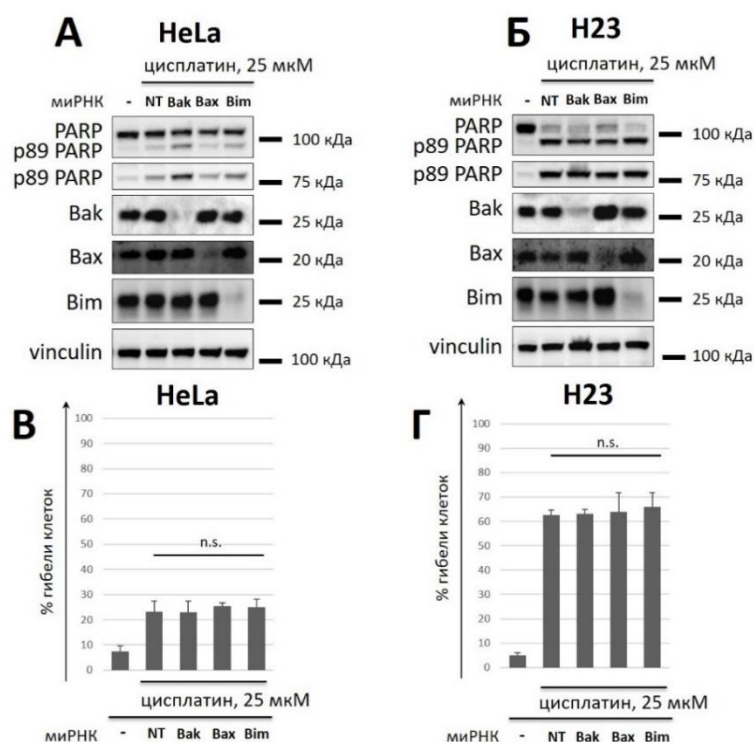 А
HeLa
цисплатин, 25 мкМ
миРНК - NT Bak Bax Bim
PARP
100 кДа
p89 PARP
p89 PARP
75 кДа
Bak
25 кДа
Bax
20 кДа
Bim
25 кДа
vinculin
100 кДа
Б
H23
цисплатин, 25 мкМ
миРНК - NT Bak Bax Bim
PARP
100 кДа
p89 PARP
p89 PARP
75 кДа
Bak
25 кДа
Bax
20 кДа
Bim
25 кДа
vinculin
100 кДа
В
HeLa
% гибели клеток
100
90
80
70
60
50
40
30
20
10
0
n.s.
цисплатин, 25 мкМ
миРНК - NT Bak Bax Bim
Г
H23
% гибели клеток
100
90
80
70
60
50
40
30
20
10
0
n.s.
цисплатин, 25 мкМ
миРНК - NT Bak Bax Bim